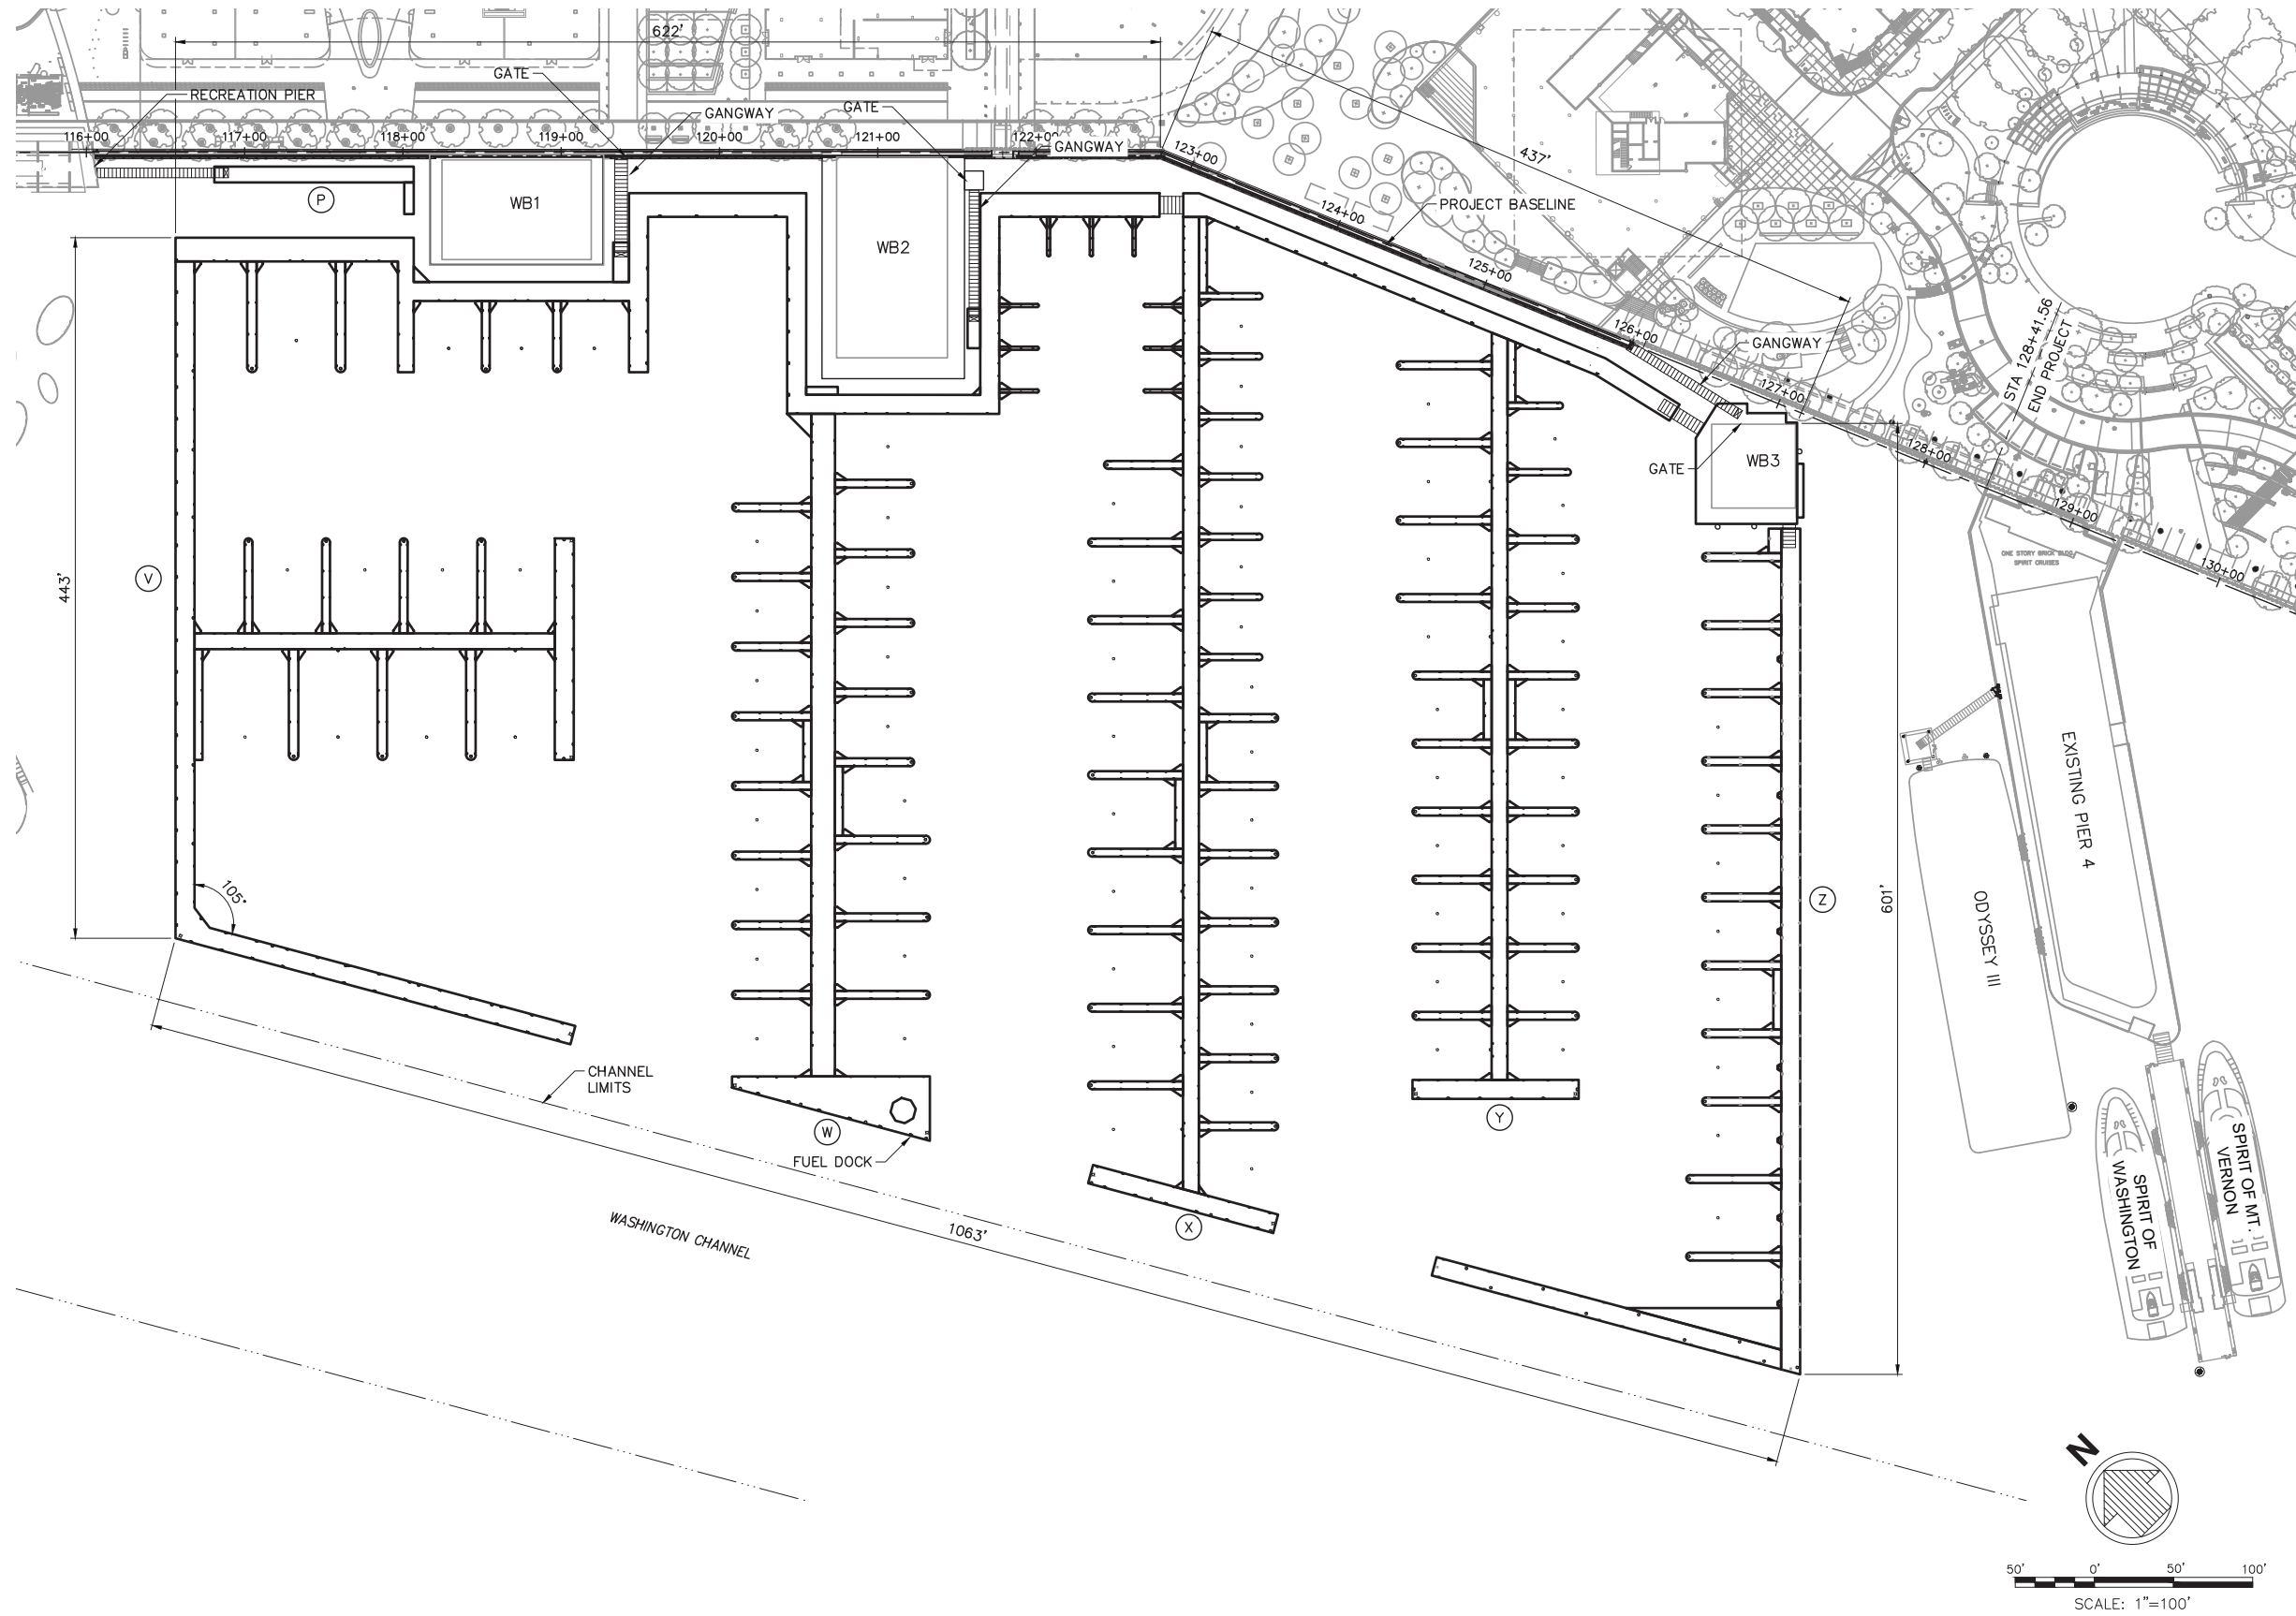 622'
GATE
RECREATION PIER
GANGWAY
GATE
116+00
117+00
118+00
119+00
120+00
121+00
122+0
GANGWAY
123+00
437'
P
WB1
WB2
PROJECT BASELINE
124+00
125+00
126+00
GANGWAY
127+00
STA 128+41.56
END PROJECT
GATE
WB3
128+00
129+00
130+00
ONE STORY BRICK BLDG
SPIRIT CRUISES
443'
V
105°
Z
601'
EXISTING PIER 4
ODYSSEY III
CHANNEL
LIMITS
W
FUEL DOCK
Y
X
WASHINGTON CHANNEL
1063'
SPIRIT OF
WASHINGTON
SPIRIT OF MT.
VERNON
N
50'
0'
50'
100'
SCALE: 1"=100'